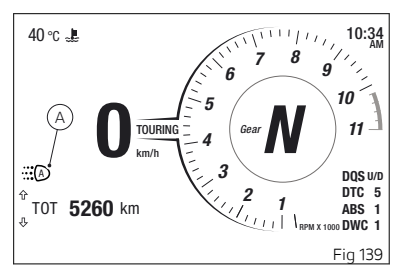 40 °C
10:34
AM
A
0
TOURING
km/h
A
TOT 5260 km
1
2
3
4
5
6
7
8
9
10
11
Gear N
RPM X 1000
DQS U/D
DTC 5
ABS 1
DWC 1
Fig 139